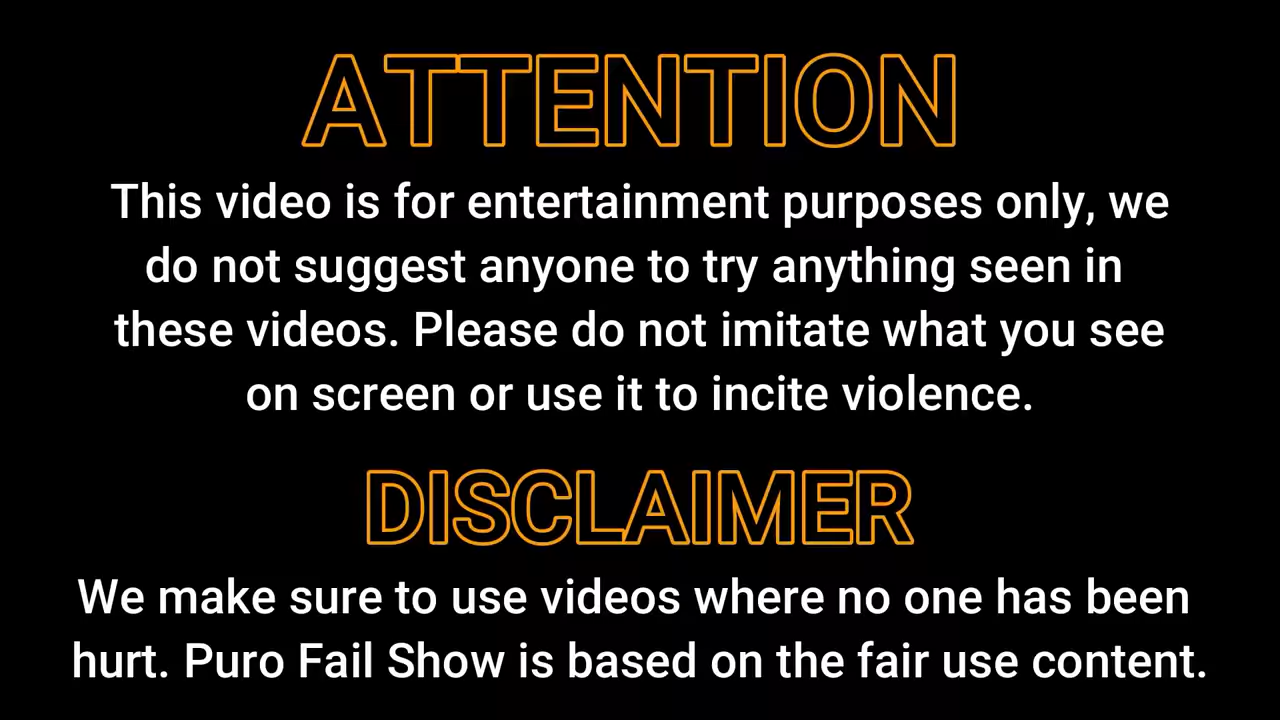 ATTENTION
This video is for entertainment purposes only, we
do not suggest anyone to try anything seen in
these videos. Please do not imitate what you see
on screen or use it to incite violence.
DISCLAIMER
We make sure to use videos where no one has been
hurt. Puro Fail Show is based on the fair use content.